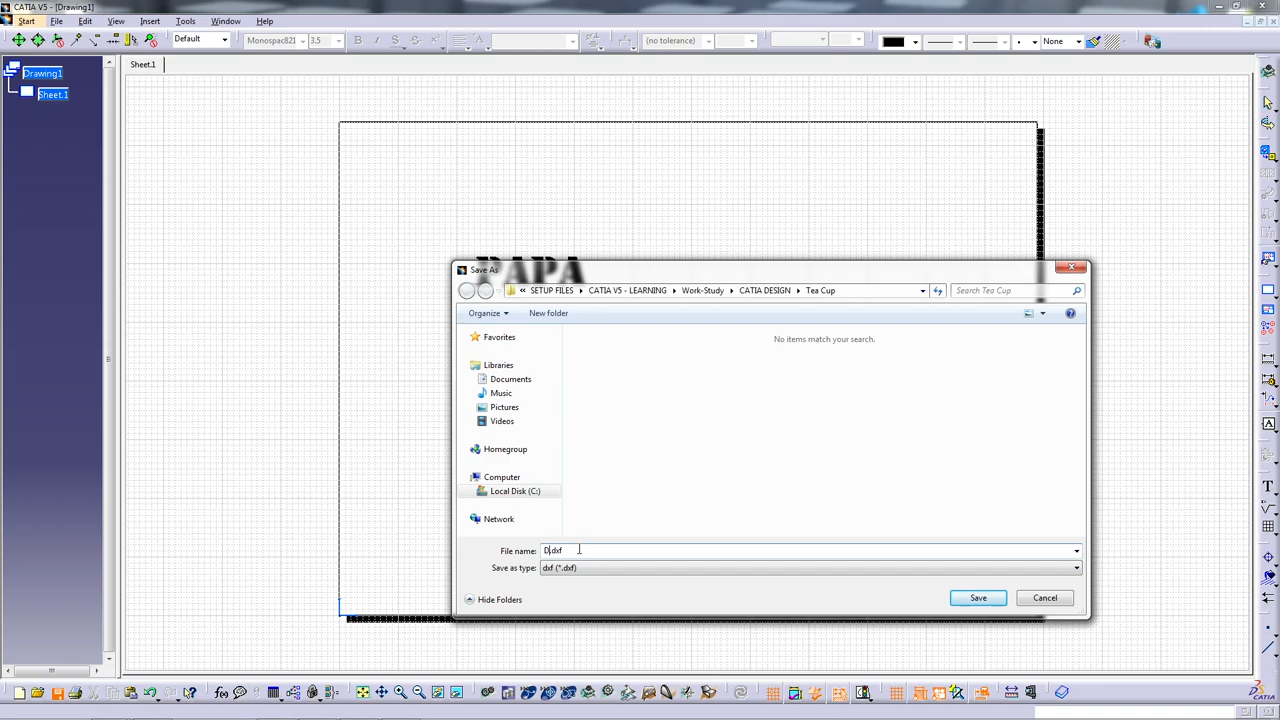 CATIA V5 - [Drawing1]
Start File Edit View Insert Tools Window Help
Default Monospac821 3.5 (no tolerance) None
Drawing1
Sheet.1
Sheet.1
PAPA
Save As
« SETUP FILES CATIA V5 - LEARNING Work-Study CATIA DESIGN Tea Cup Search Tea Cup
Organize New folder
Favorites
No items match your search.
Libraries
Documents
Music
Pictures
Videos
Homegroup
Computer
Local Disk (C:)
Network
File name: D.dxf
Save as type: dxf (*.dxf)
Hide Folders Save Cancel
CATIA